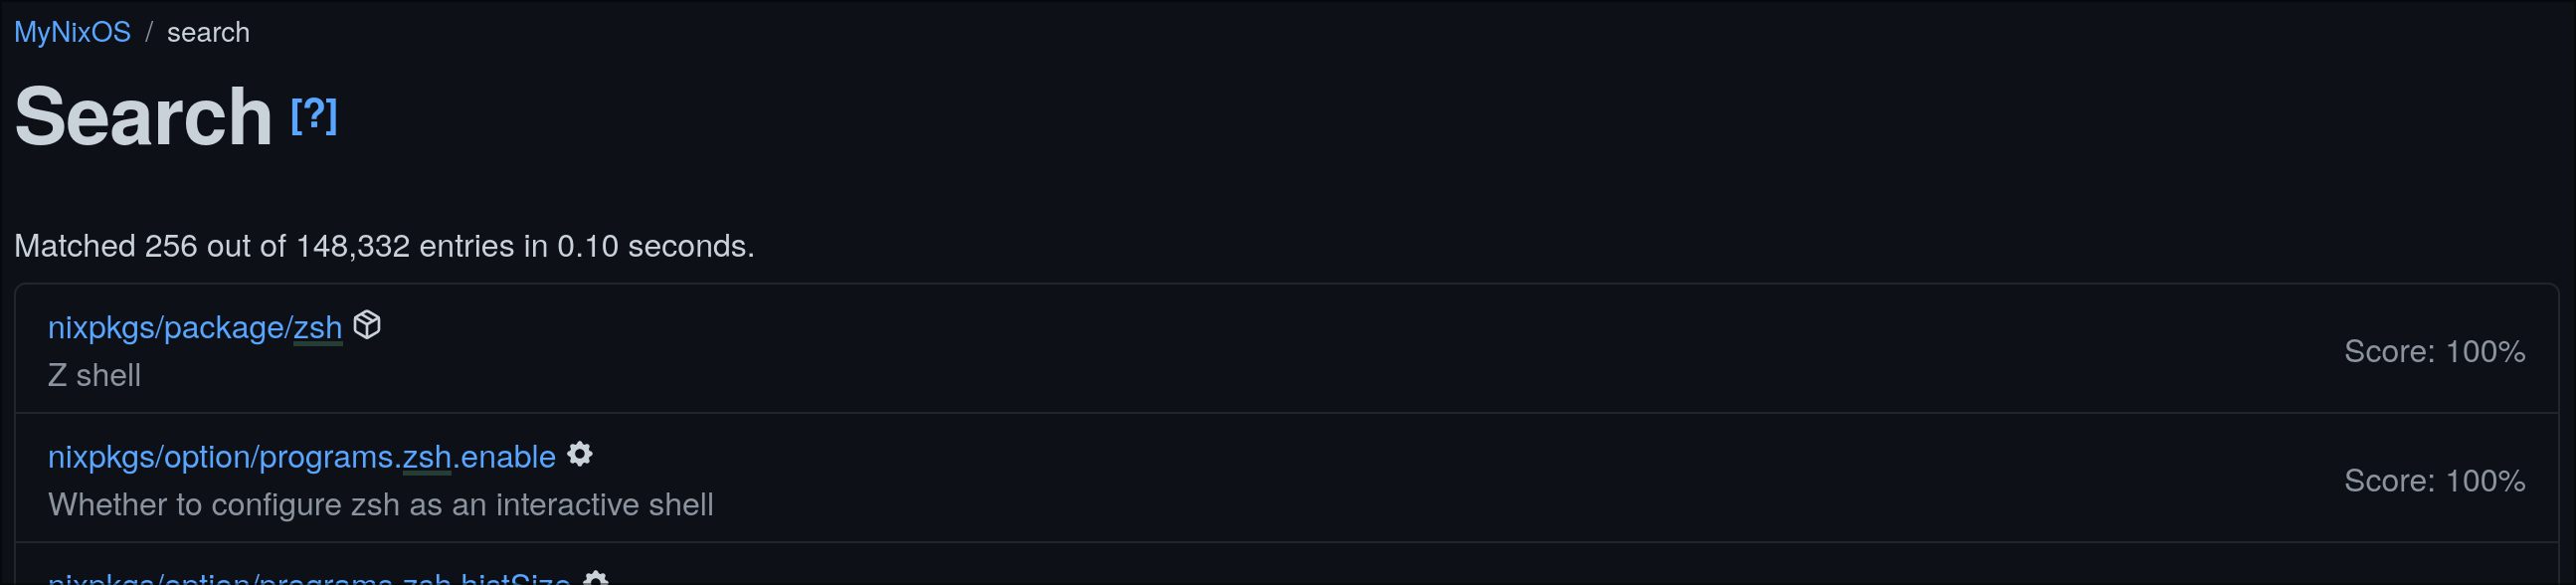 MyNixOS / search
Search [?]
Matched 256 out of 148,332 entries in 0.10 seconds.
nixpkgs/package/zsh
Z shell
Score: 100%
nixpkgs/option/programs.zsh.enable
Whether to configure zsh as an interactive shell
Score: 100%
nixpkgs/option/programs.zsh.histSize